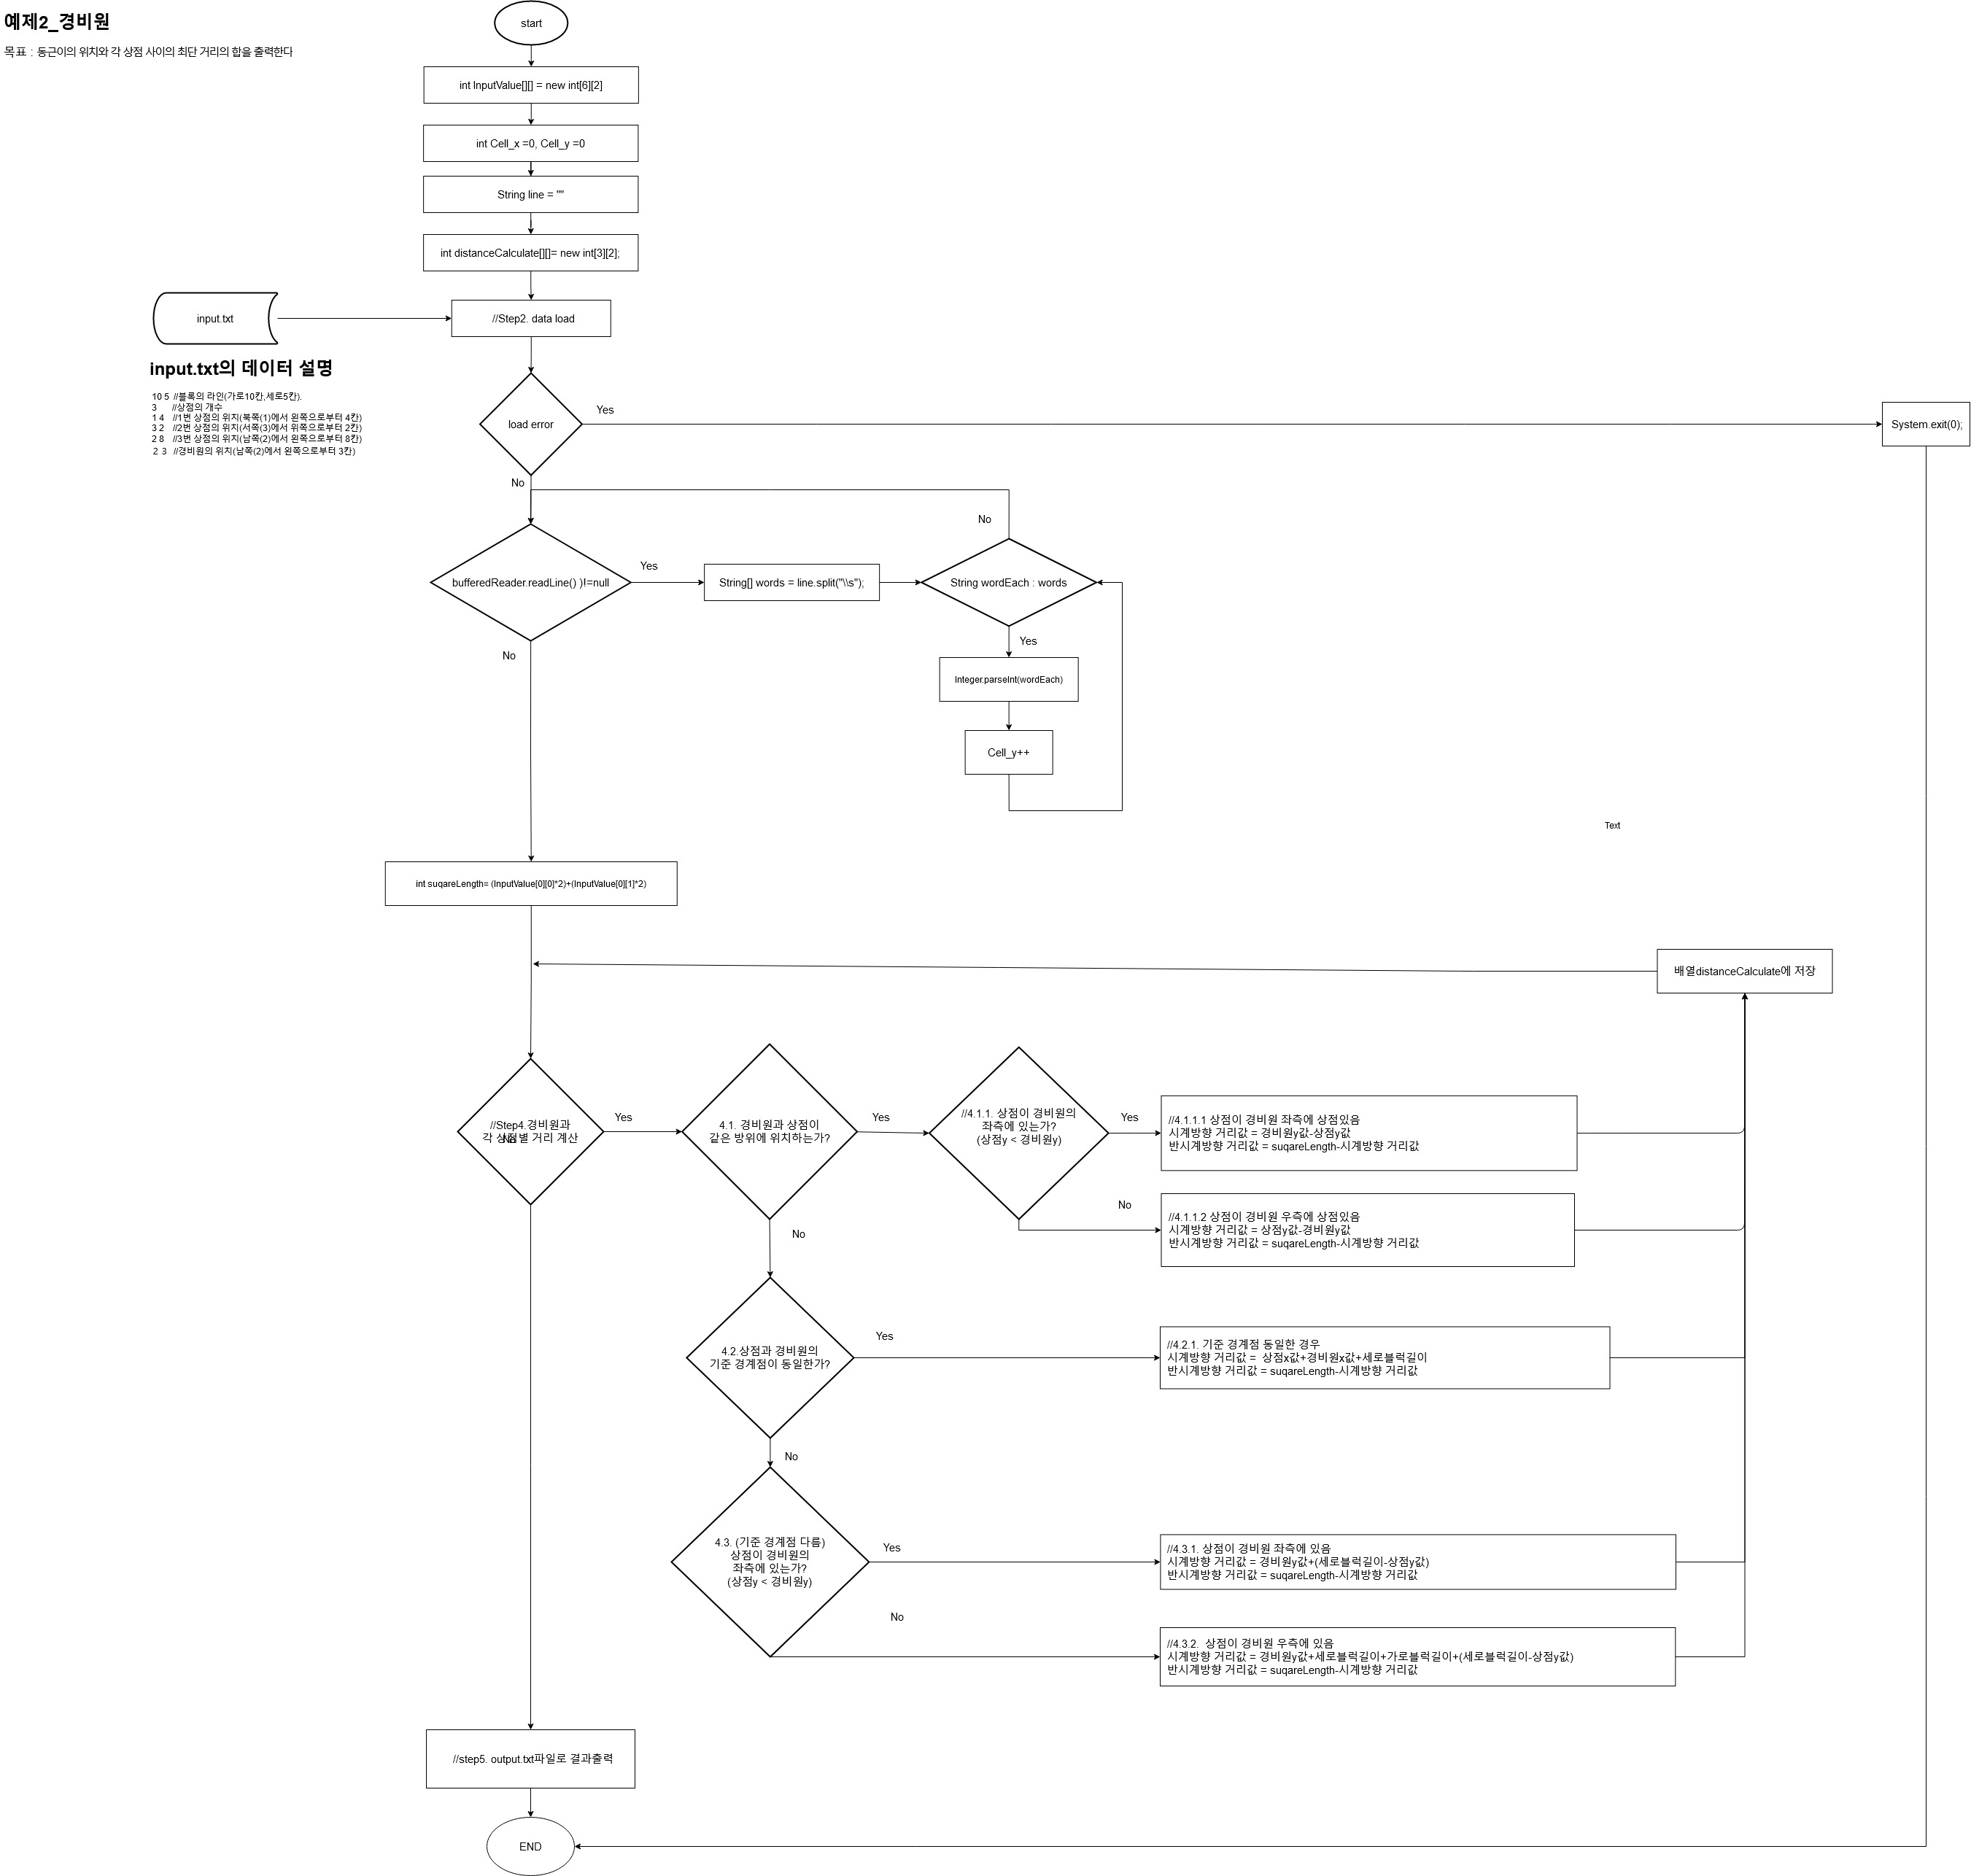 예제2_경비원
목표 : 동근이의 위치와 각 상점 사이의 최단 거리의 합을 출력한다
start
int InputValue[][] = new int[6][2]
int Cell_x =0, Cell_y =0
String line = ""
int distanceCalculate[][]= new int[3][2];
input.txt
//Step2. data load
input.txt의 데이터 설명
10 5 //블록의 라인(가로10칸,세로5칸).
3 //상점의 개수
1 4 //1번 상점의 위치(북쪽(1)에서 왼쪽으로부터 4칸)
3 2 //2번 상점의 위치(서쪽(3)에서 위쪽으로부터 2칸)
2 8 //3번 상점의 위치(남쪽(2)에서 왼쪽으로부터 8칸)
2 3 //경비원의 위치(남쪽(2)에서 왼쪽으로부터 3칸)
load error
Yes
System.exit(0);
No
bufferedReader.readLine() )!=null
Yes
String[] words = line.split("\\s");
No
String wordEach : words
Yes
Integer.parseInt(wordEach)
Cell_y++
No
Text
int suqareLength= (InputValue[0][0]*2)+(InputValue[0][1]*2)
배열distanceCalculate에 저장
//Step4.경비원과
각 상점별 거리 계산
No
Yes
4.1. 경비원과 상점이
같은 방위에 위치하는가?
Yes
//4.1.1. 상점이 경비원의
좌측에 있는가?
(상점y < 경비원y)
Yes
//4.1.1.1 상점이 경비원 좌측에 상점있음
시계방향 거리값 = 경비원y값-상점y값
반시계방향 거리값 = suqareLength-시계방향 거리값
No
//4.1.1.2 상점이 경비원 우측에 상점있음
시계방향 거리값 = 상점y값-경비원y값
반시계방향 거리값 = suqareLength-시계방향 거리값
No
4.2.상점과 경비원의
기준 경계점이 동일한가?
Yes
//4.2.1. 기준 경계점 동일한 경우
시계방향 거리값 = 상점x값+경비원x값+세로블럭길이
반시계방향 거리값 = suqareLength-시계방향 거리값
No
4.3. (기준 경계점 다름)
상점이 경비원의
좌측에 있는가?
(상점y < 경비원y)
Yes
//4.3.1. 상점이 경비원 좌측에 있음
시계방향 거리값 = 경비원y값+(세로블럭길이-상점y값)
반시계방향 거리값 = suqareLength-시계방향 거리값
No
//4.3.2. 상점이 경비원 우측에 있음
시계방향 거리값 = 경비원y값+세로블럭길이+가로블럭길이+(세로블럭길이-상점y값)
반시계방향 거리값 = suqareLength-시계방향 거리값
//step5. output.txt파일로 결과출력
END